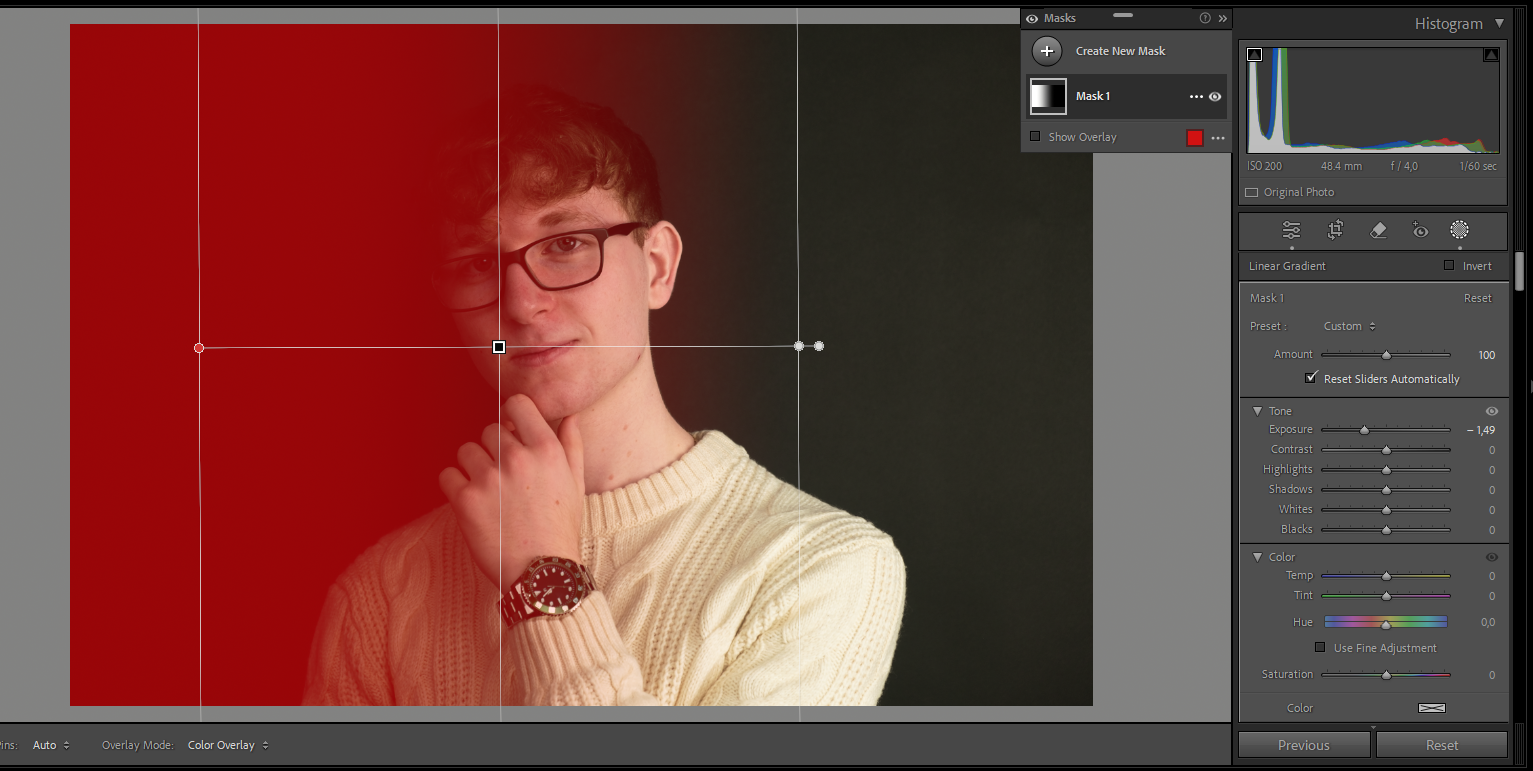 Masks
Create New Mask
Mask 1
Show Overlay
Histogram
ISO 200 48.4 mm f / 4,0 1/60 sec
Original Photo
Linear Gradient Invert
Mask 1 Reset
Preset : Custom
Amount 100
Reset Sliders Automatically
Tone
Exposure – 1,49
Contrast 0
Highlights 0
Shadows 0
Whites 0
Blacks 0
Color
Temp 0
Tint 0
Hue 0,0
Use Fine Adjustment
Saturation 0
Color
Previous Reset
Auto Overlay Mode: Color Overlay